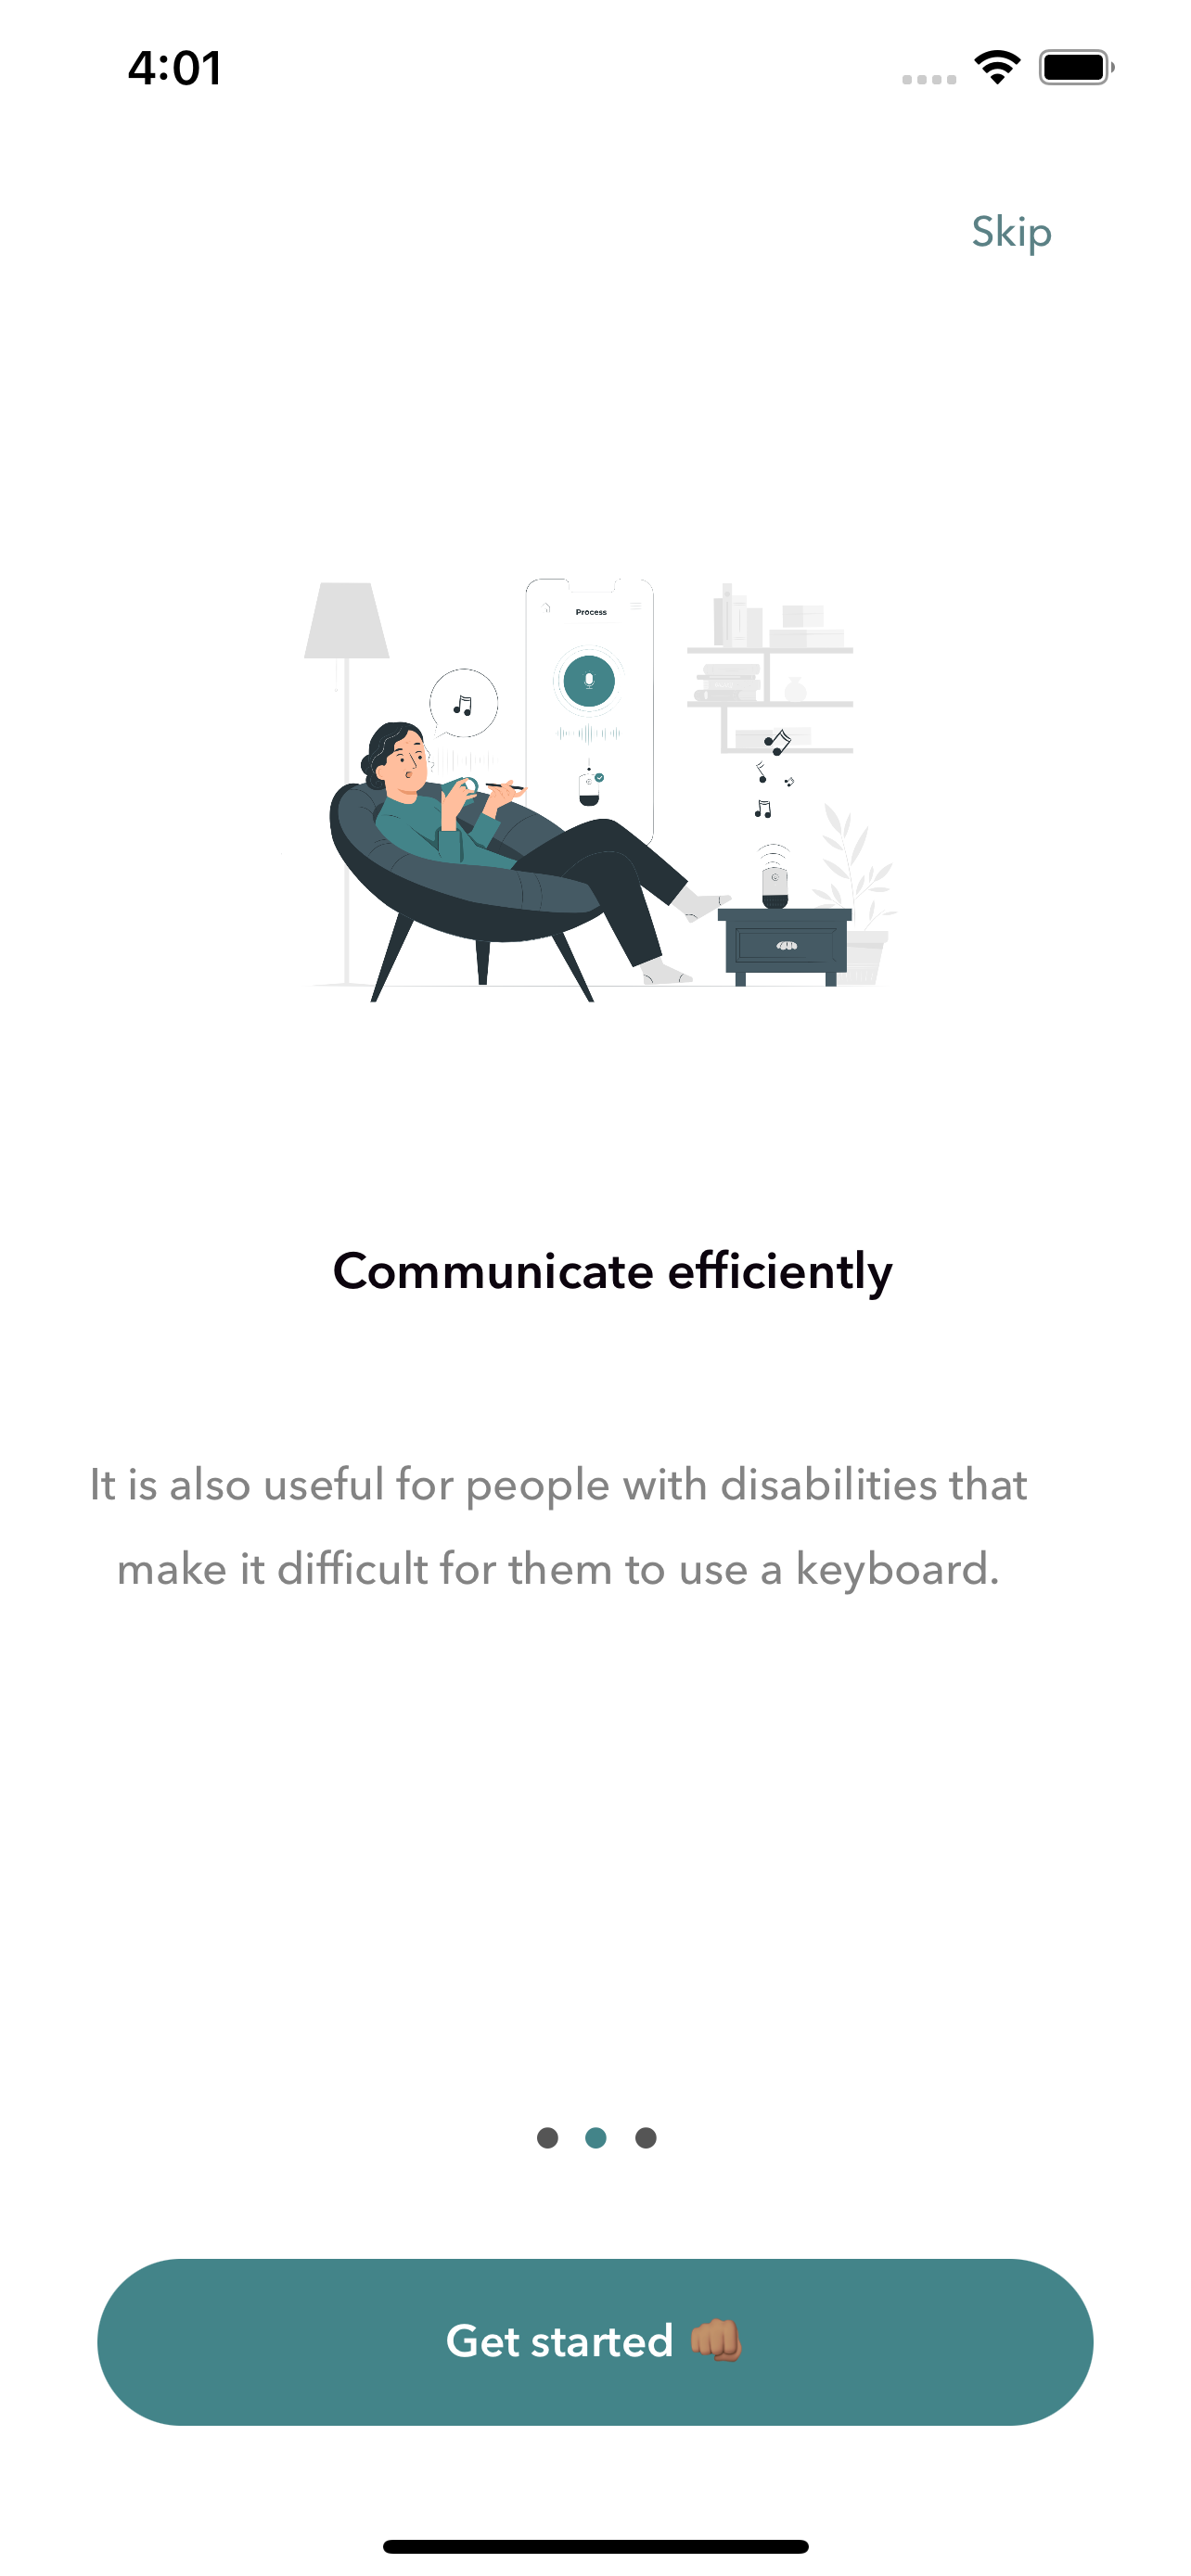 4:01
Skip
Process
Communicate efficiently
It is also useful for people with disabilities that
make it difficult for them to use a keyboard.
Get started 👊🏽